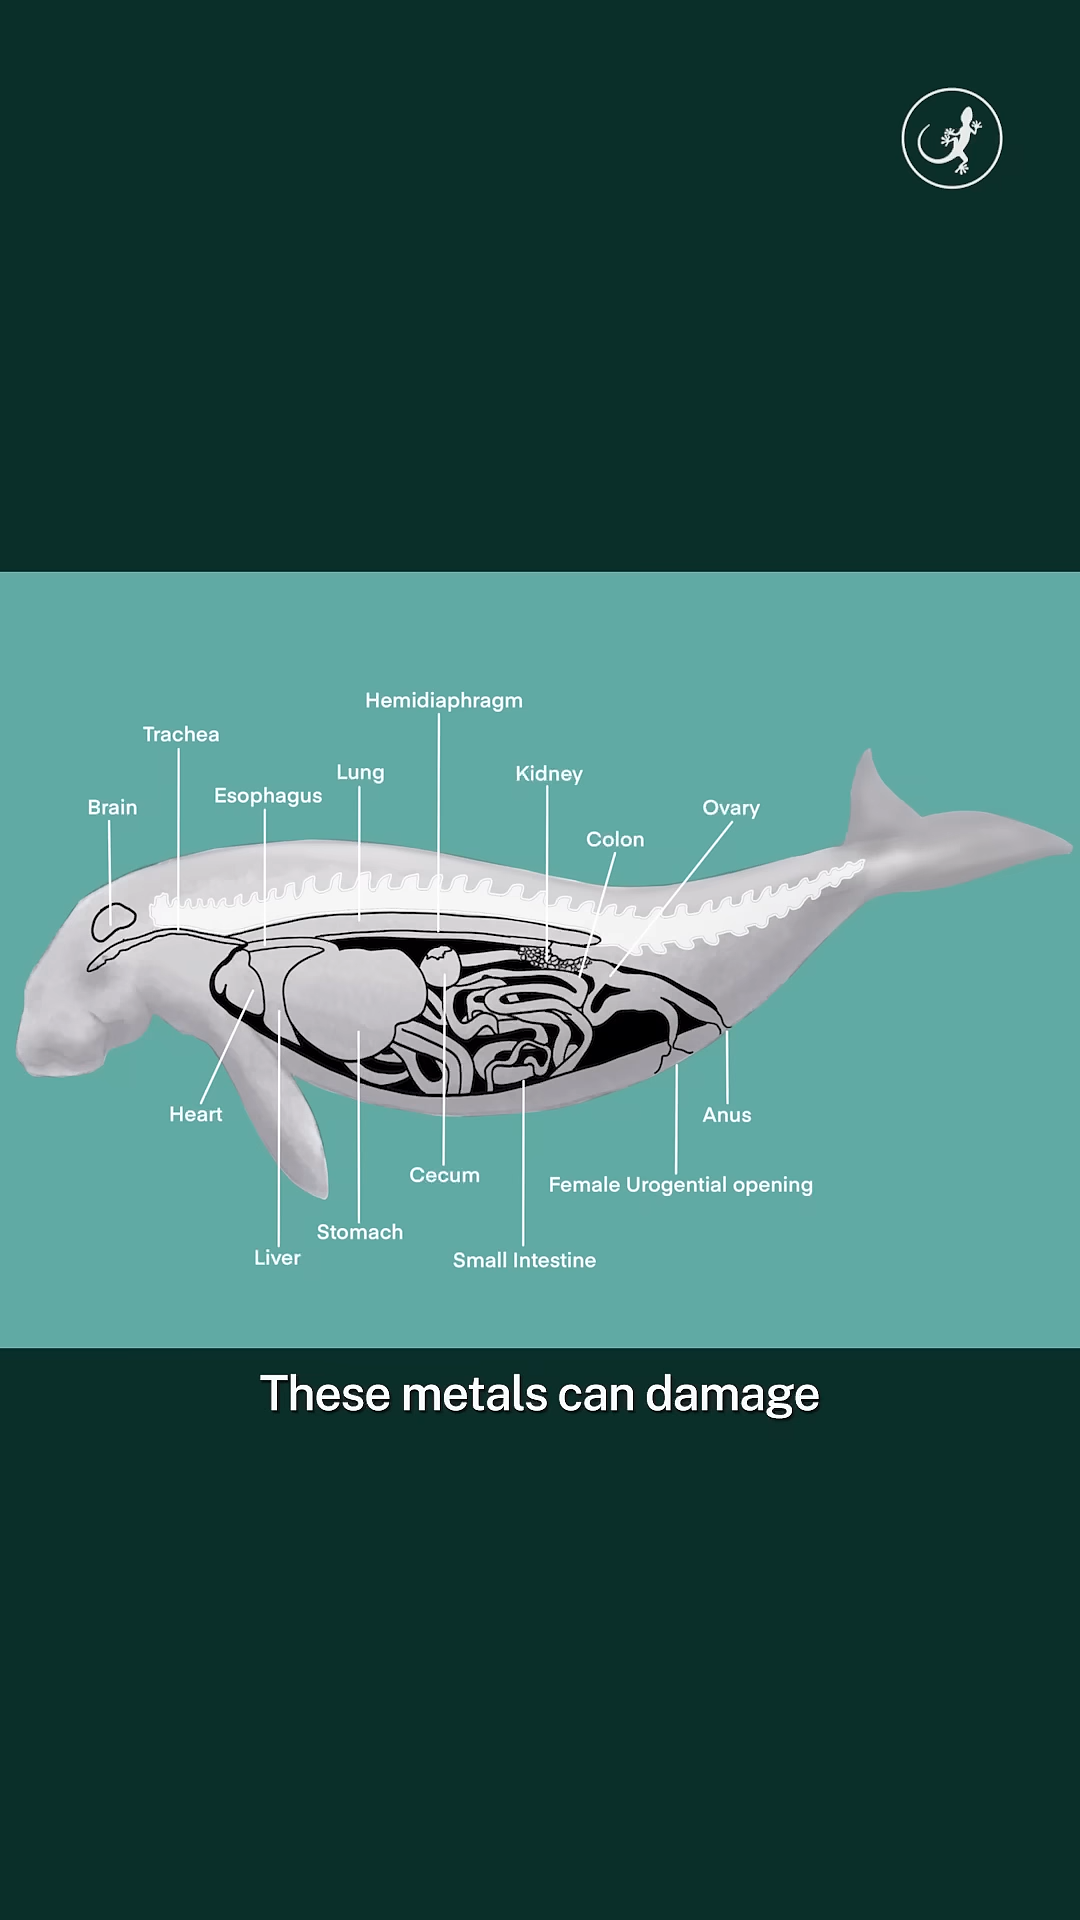 Hemidiaphragm
Trachea
Lung
Kidney
Esophagus
Brain
Ovary
Colon
Heart
Anus
Cecum
Female Urogential opening
Stomach
Liver
Small Intestine
These metals can damage